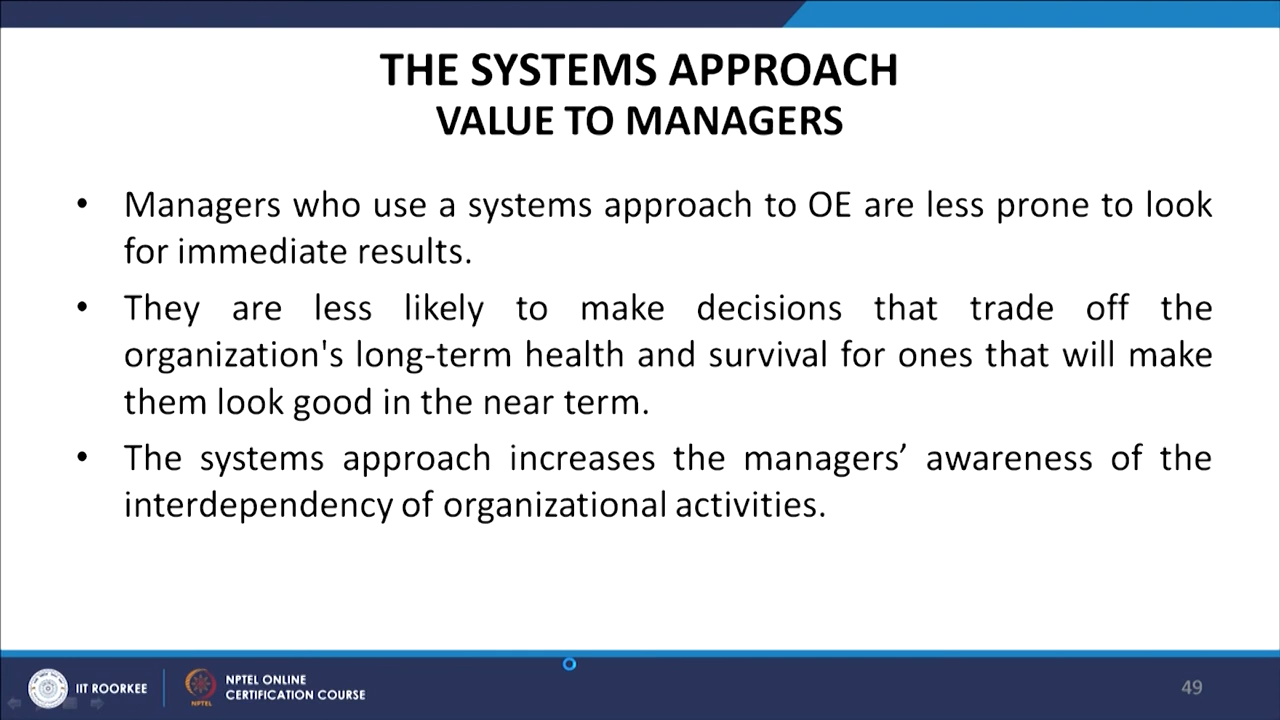 THE SYSTEMS APPROACH
VALUE TO MANAGERS
• Managers who use a systems approach to OE are less prone to look
for immediate results.
• They are less likely to make decisions that trade off the
organization's long-term health and survival for ones that will make
them look good in the near term.
• The systems approach increases the managers’ awareness of the
interdependency of organizational activities.
IIT ROORKEE
NPTEL
NPTEL ONLINE
CERTIFICATION COURSE
49